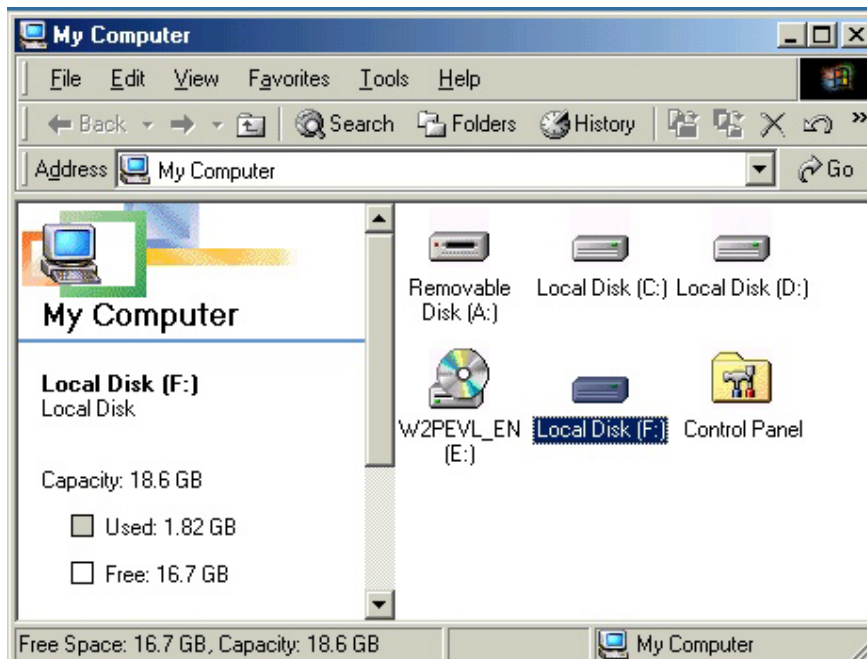 My Computer
File Edit View Favorites Tools Help
Back Search Folders History »
Address My Computer Go
My Computer
Local Disk (F:)
Local Disk
Capacity: 18.6 GB
Used: 1.82 GB
Free: 16.7 GB
Removable Disk (A:)
Local Disk (C:)
Local Disk (D:)
W2PEVL_EN (E:)
Local Disk (F:)
Control Panel
Free Space: 16.7 GB, Capacity: 18.6 GB My Computer